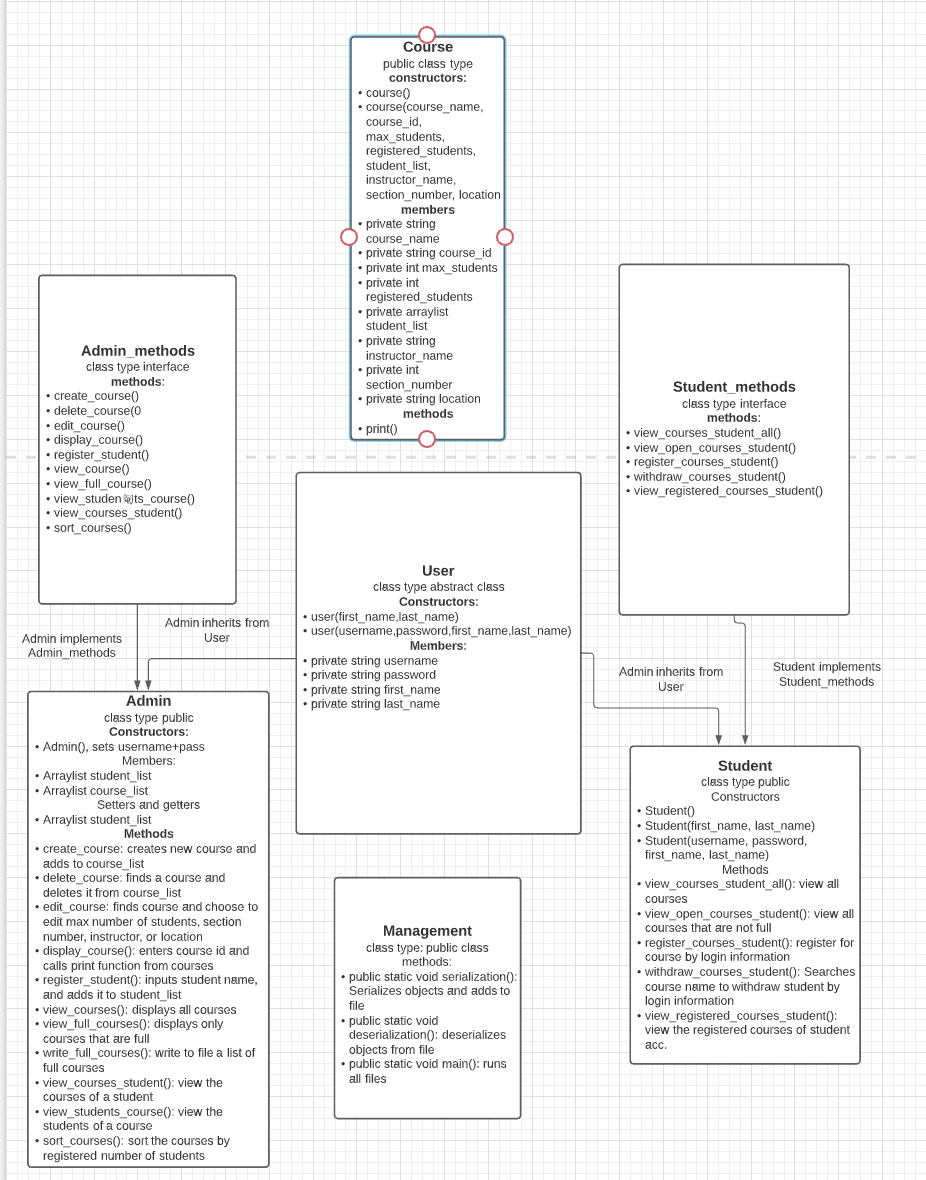 Course
public class type
constructors:
• course()
• course(course_name,
course_id,
max_students,
registered_students,
student_list,
instructor_name,
section_number, location
members
• private string
course_name
• private string course_id
• private int max_students
• private int
registered_students
• private arraylist
student_list
• private string
instructor_name
• private int
section_number
• private string location
methods
• print()
Admin_methods
class type interface
methods:
• create_course()
• delete_course(0
• edit_course()
• display_course()
• register_student()
• view_course()
• view_full_course()
• view_students_course()
• view_courses_student()
• sort_courses()
Student_methods
class type interface
methods:
• view_courses_student_all()
• view_open_courses_student()
• register_courses_student()
• withdraw_courses_student()
• view_registered_courses_student()
User
class type abstract class
Constructors:
• user(first_name,last_name)
• user(username,password,first_name,last_name)
Members:
• private string username
• private string password
• private string first_name
• private string last_name
Admin implements
Admin_methods
Admin inherits from
User
Admin inherits from
User
Student implements
Student_methods
Admin
class type public
Constructors:
• Admin(), sets username+pass
Members:
• Arraylist student_list
• Arraylist course_list
Setters and getters
• Arraylist student_list
Methods
• create_course: creates new course and
adds to course_list
• delete_course: finds a course and
deletes it from course_list
• edit_course: finds course and choose to
edit max number of students, section
number, instructor, or location
• display_course(): enters course id and
calls print function from courses
• register_student(): inputs student name,
and adds it to student_list
• view_courses(): displays all courses
• view_full_courses(): displays only
courses that are full
• write_full_courses(): write to file a list of
full courses
• view_courses_student(): view the
courses of a student
• view_students_course(): view the
students of a course
• sort_courses(): sort the courses by
registered number of students
Management
class type: public class
methods:
• public static void serialization():
Serializes objects and adds to
file
• public static void
deserialization(): deserializes
objects from file
• public static void main(): runs
all files
Student
class type public
Constructors
• Student()
• Student(first_name, last_name)
• Student(username, password,
first_name, last_name)
Methods
• view_courses_student_all(): view all
courses
• view_open_courses_student(): view all
courses that are not full
• register_courses_student(): register for
course by login information
• withdraw_courses_student(): Searches
course name to withdraw student by
login information
• view_registered_courses_student():
view the registered courses of student
acc.